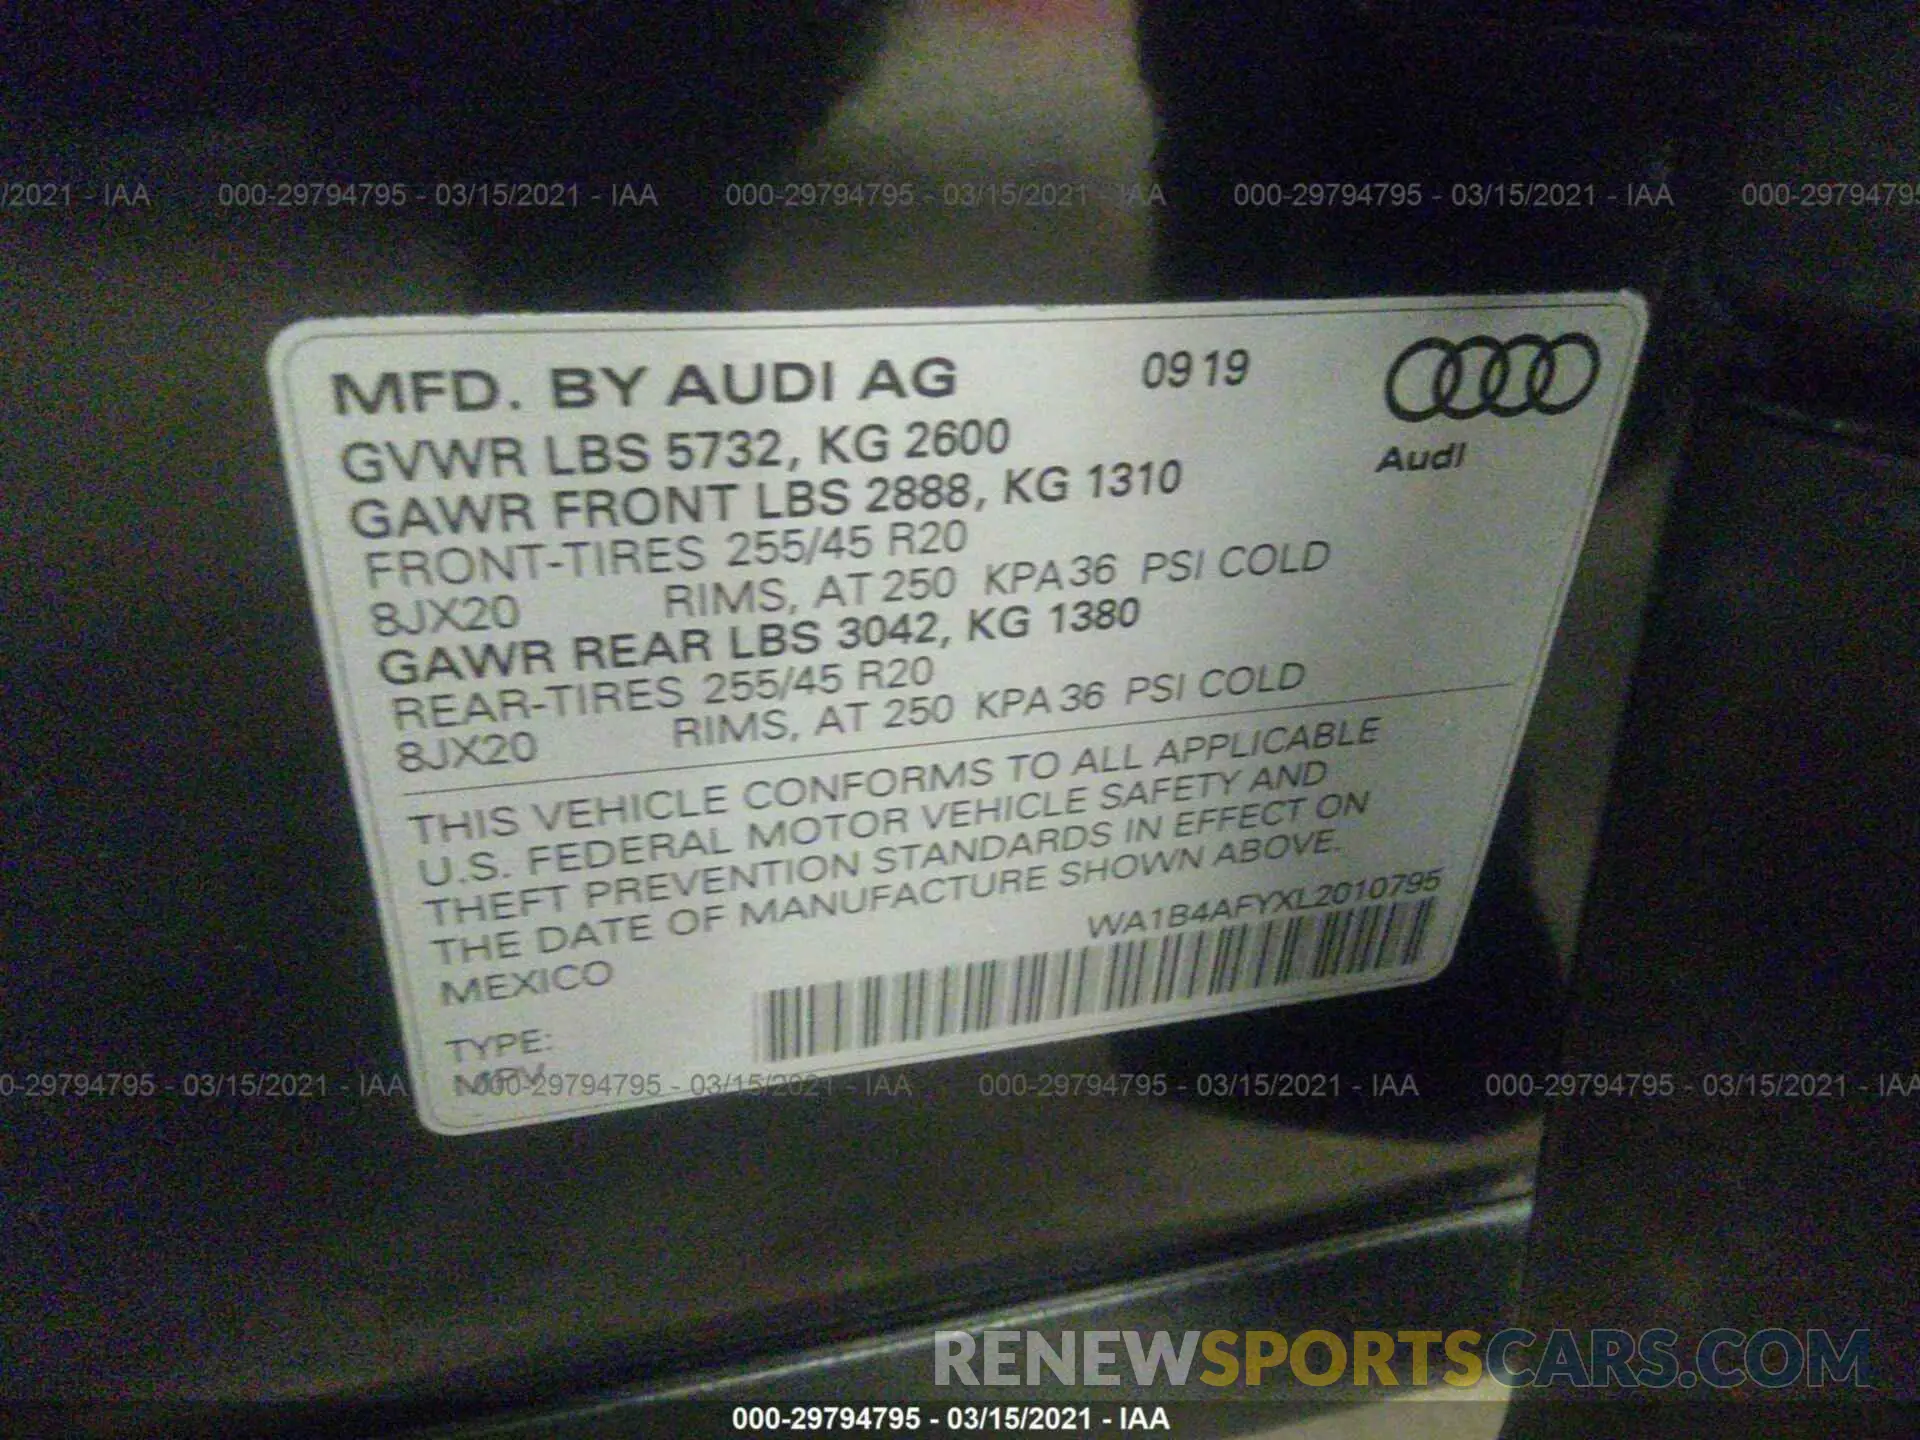 /2021 - IAA 000-29794795 - 03/15/2021 - IAA 000-29794795 - 03/15/2021 - IAA 000-29794795 - 03/15/2021 - IAA 000-29794795
MFD. BY AUDI AG 09 19
Audi
GVWR LBS 5732, KG 2600
GAWR FRONT LBS 2888, KG 1310
FRONT-TIRES 255/45 R20
8JX20 RIMS, AT 250 KPA 36 PSI COLD
GAWR REAR LBS 3042, KG 1380
REAR-TIRES 255/45 R20
8JX20 RIMS, AT 250 KPA 36 PSI COLD
THIS VEHICLE CONFORMS TO ALL APPLICABLE
U.S. FEDERAL MOTOR VEHICLE SAFETY AND
THEFT PREVENTION STANDARDS IN EFFECT ON
THE DATE OF MANUFACTURE SHOWN ABOVE.
MEXICO WA1B4AFYXL2010795
TYPE:
MPV
0-29794795 - 03/15/2021 - IAA 000-29794795 - 03/15/2021 - IAA 000-29794795 - 03/15/2021 - IAA 000-29794795 - 03/15/2021 - IAA
RENEWSPORTSCARS.COM
000-29794795 - 03/15/2021 - IAA